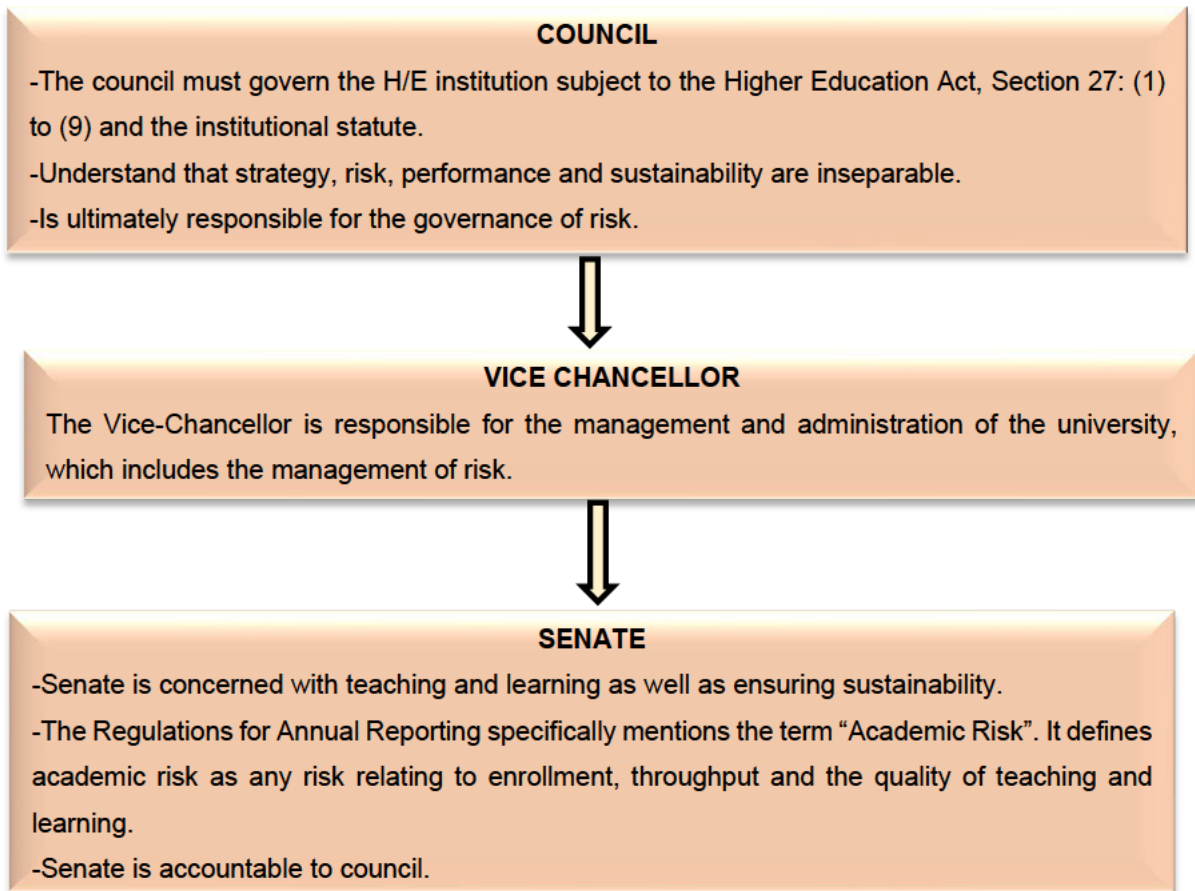 COUNCIL
-The council must govern the H/E institution subject to the Higher Education Act, Section 27: (1)
to (9) and the institutional statute.
-Understand that strategy, risk, performance and sustainability are inseparable.
-Is ultimately responsible for the governance of risk.
VICE CHANCELLOR
The Vice-Chancellor is responsible for the management and administration of the university,
which includes the management of risk.
SENATE
-Senate is concerned with teaching and learning as well as ensuring sustainability.
-The Regulations for Annual Reporting specifically mentions the term “Academic Risk”. It defines
academic risk as any risk relating to enrollment, throughput and the quality of teaching and
learning.
-Senate is accountable to council.